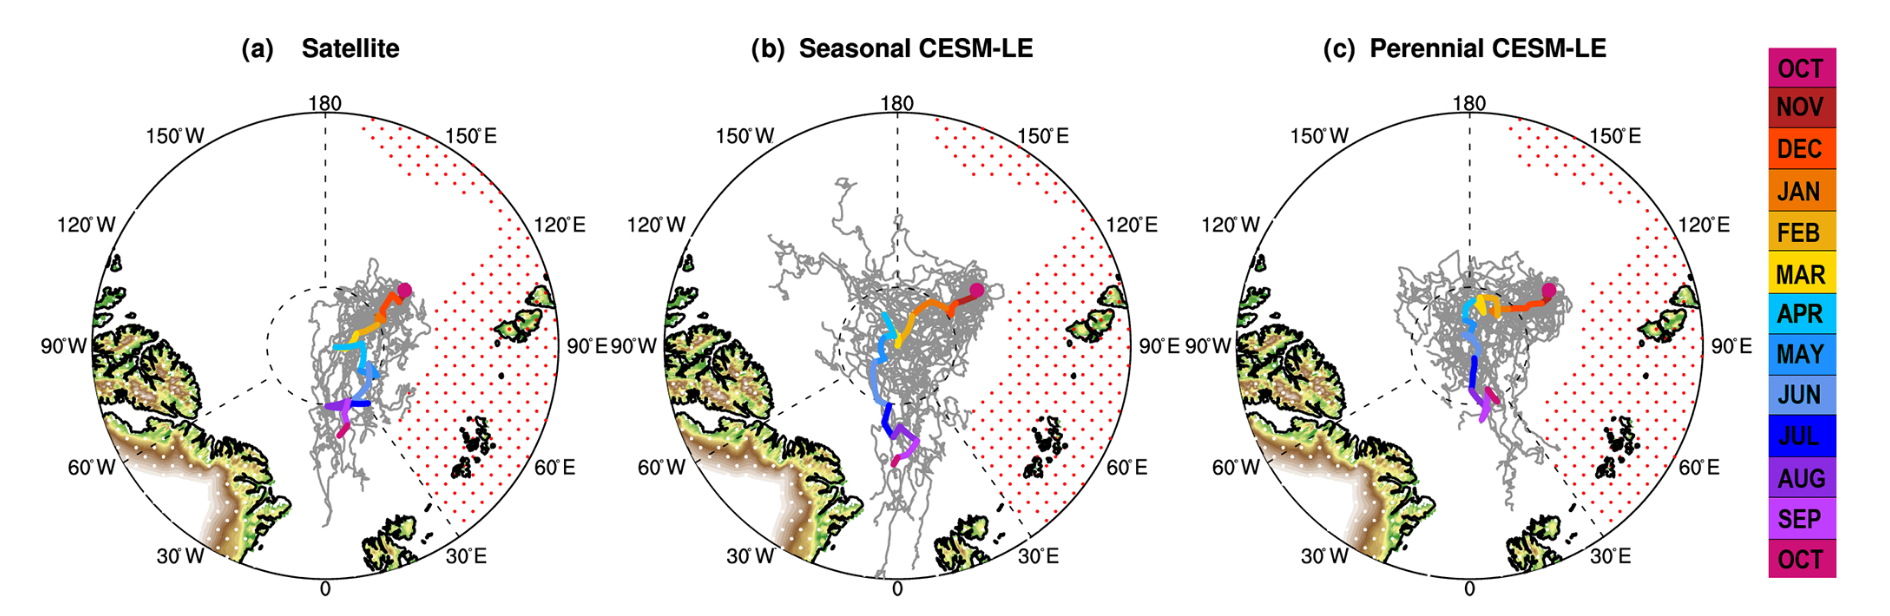 (a) Satellite
(b) Seasonal CESM-LE
(c) Perennial CESM-LE
180
150°W
150°E
120°W
120°E
90°W
90°E
60°W
60°E
30°W
30°E
0
180
150°W
150°E
120°W
120°E
90°W
90°E
60°W
60°E
30°W
30°E
0
180
150°W
150°E
120°W
120°E
90°W
90°E
60°W
60°E
30°W
30°E
0
OCT
NOV
DEC
JAN
FEB
MAR
APR
MAY
JUN
JUL
AUG
SEP
OCT